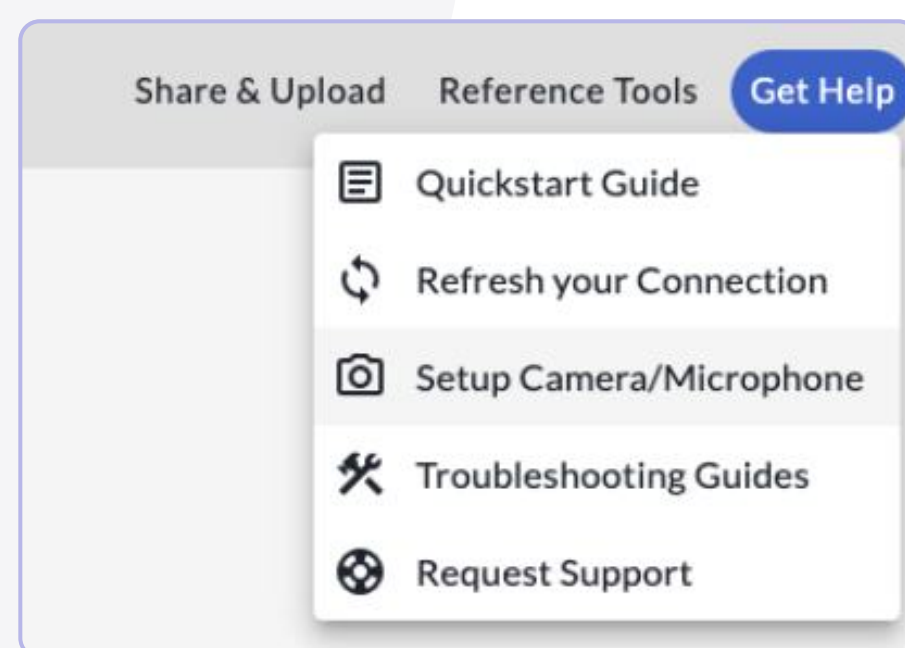 Share & Upload Reference Tools Get Help
Quickstart Guide
Refresh your Connection
Setup Camera/Microphone
Troubleshooting Guides
Request Support